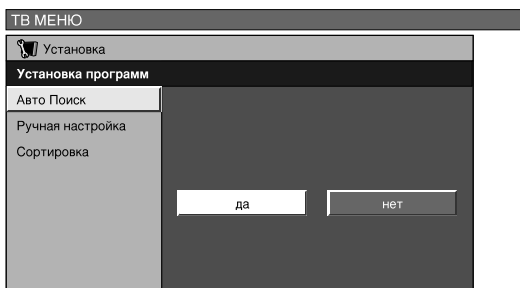 ТВ МЕНЮ
Установка
Установка программ
Авто Поиск
Ручная настройка
Сортировка
да нет